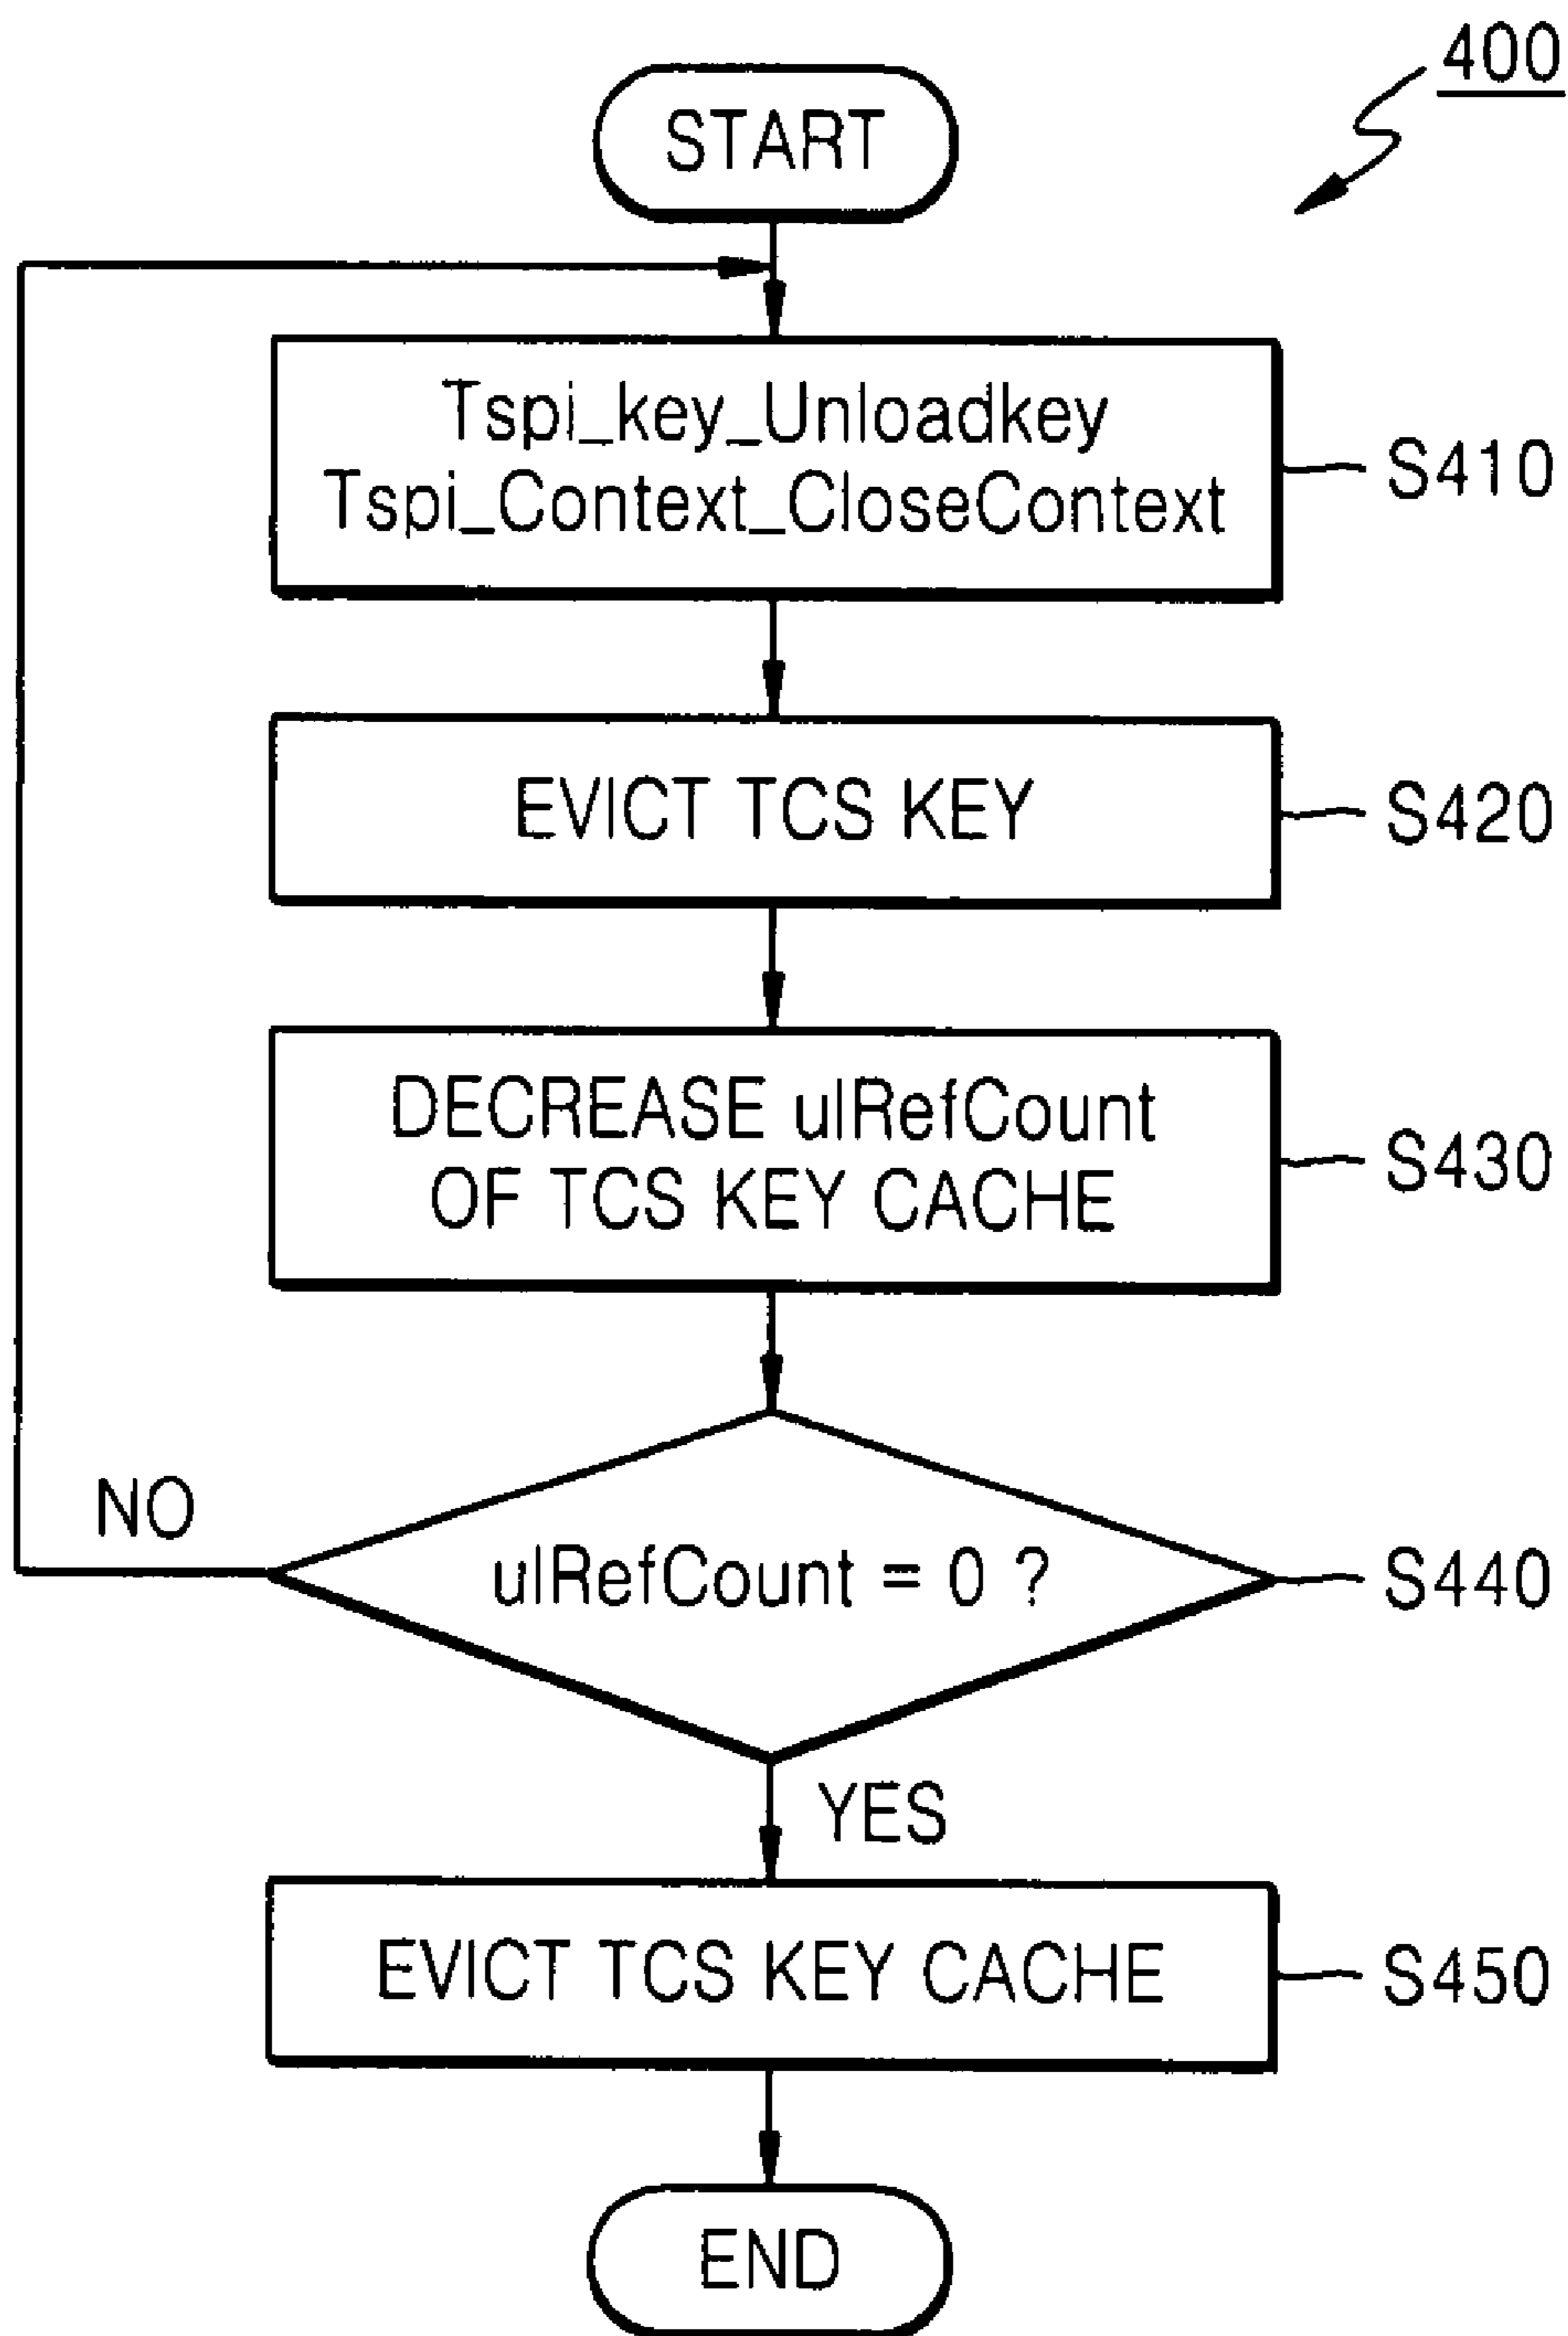 400
START
Tspi_key_Unloadkey
Tspi_Context_CloseContext
S410
EVICT TCS KEY
S420
DECREASE ulRefCount
OF TCS KEY CACHE
S430
NO
ulRefCount = 0 ?
S440
YES
EVICT TCS KEY CACHE
S450
END